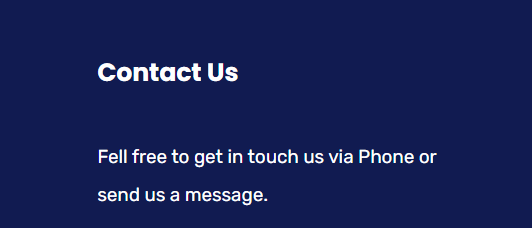 Contact Us
Fell free to get in touch us via Phone or
send us a message.